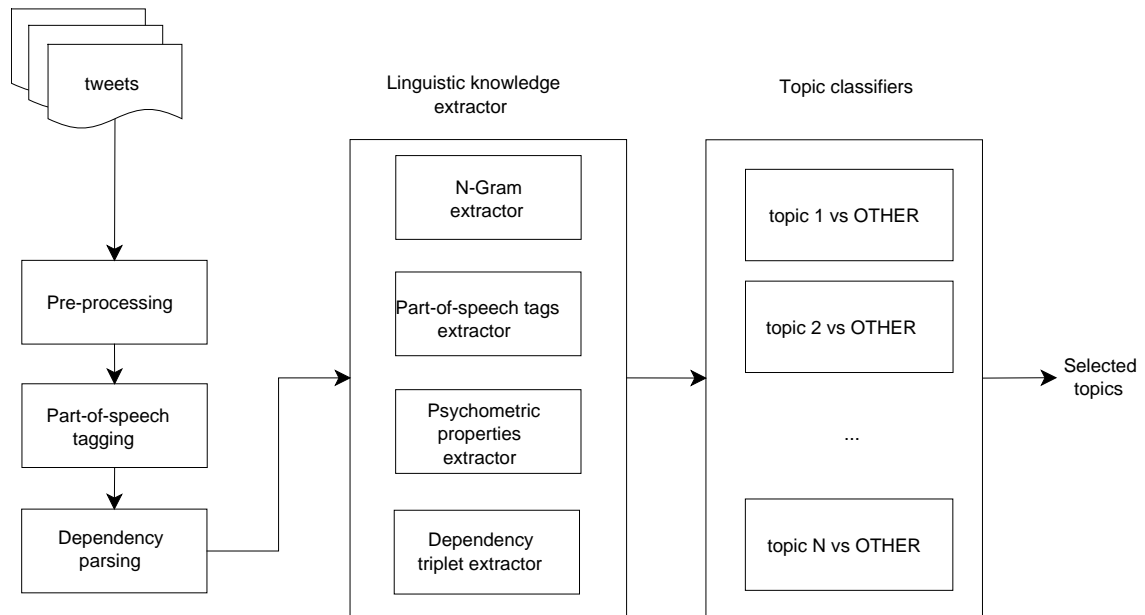 tweets
Pre-processing
Part-of-speech
tagging
Dependency
parsing
Linguistic knowledge
extractor
N-Gram
extractor
Part-of-speech tags
extractor
Psychometric
properties
extractor
Dependency
triplet extractor
Topic classifiers
topic 1 vs OTHER
topic 2 vs OTHER
...
topic N vs OTHER
Selected
topics